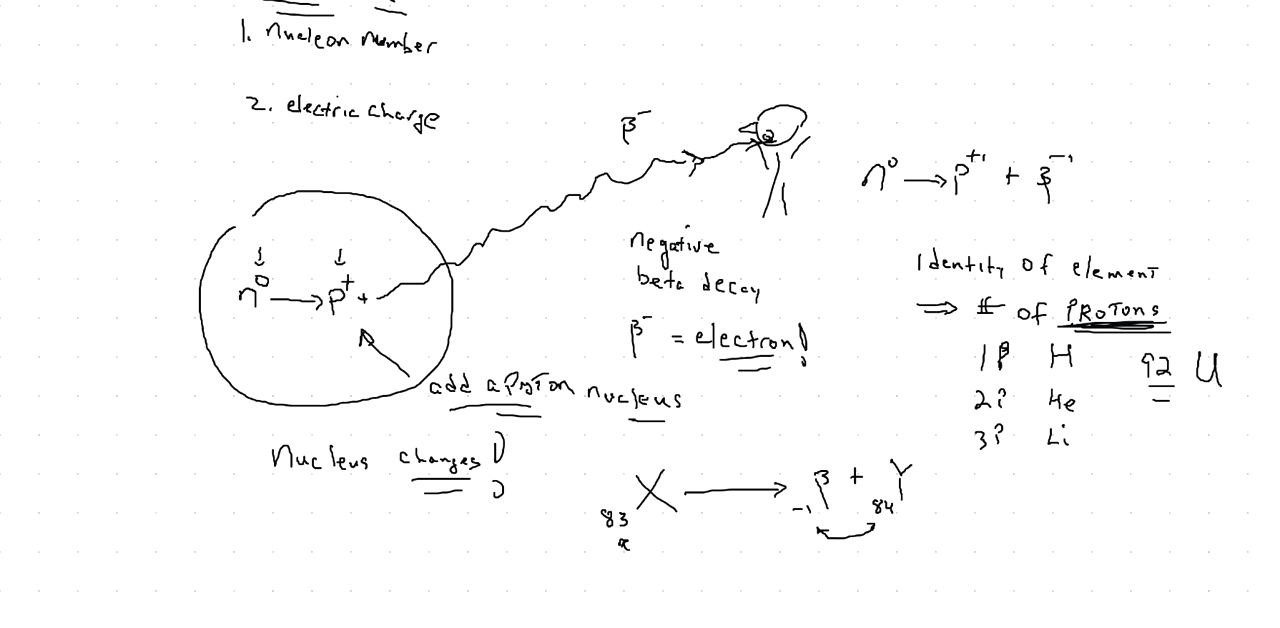 1. nucleon number
2. electric charge
β⁻
n⁰ → p⁺ +
n⁰ → p⁺¹ + β⁻¹
negative
beta decay
β⁻ = electron!
Identity of element
⇒ # of PROTONS
1P H 92 U
2P He
3P Li
add a Proton nucleus
Nucleus changes!
₈₃X → ₋₁β + ₈₄Y